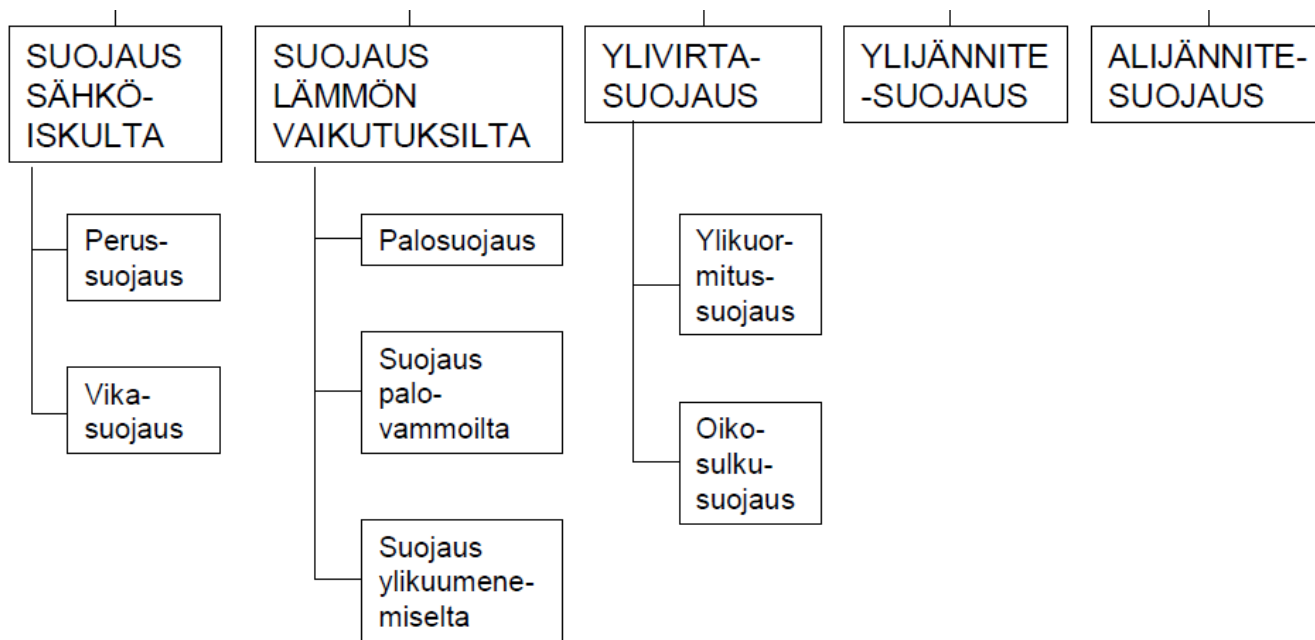 SUOJAUS
SÄHKÖ-
ISKULTA
SUOJAUS
LÄMMÖN
VAIKUTUKSILTA
YLIVIRTA-
SUOJAUS
YLIJÄNNITE
-SUOJAUS
ALIJÄNNITE-
SUOJAUS
Perus-
suojaus
Vika-
suojaus
Palosuojaus
Suojaus
palo-
vammoilta
Suojaus
ylikuumene-
miselta
Ylikuor-
mitus-
suojaus
Oiko-
sulku-
suojaus